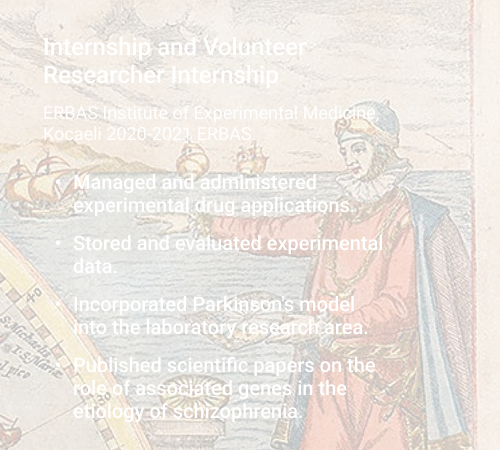 Internship and Volunteer
Researcher Internship
ERBAS Institute of Experimental Medicine,
Kocaeli 2020-2021 ERBAS
Managed and administered
experimental drug applications.
• Stored and evaluated experimental
data.
Incorporated Parkinson's model
into the laboratory research area.
Published scientific papers on the
role of associated genes in the
etiology of schizophrenia.